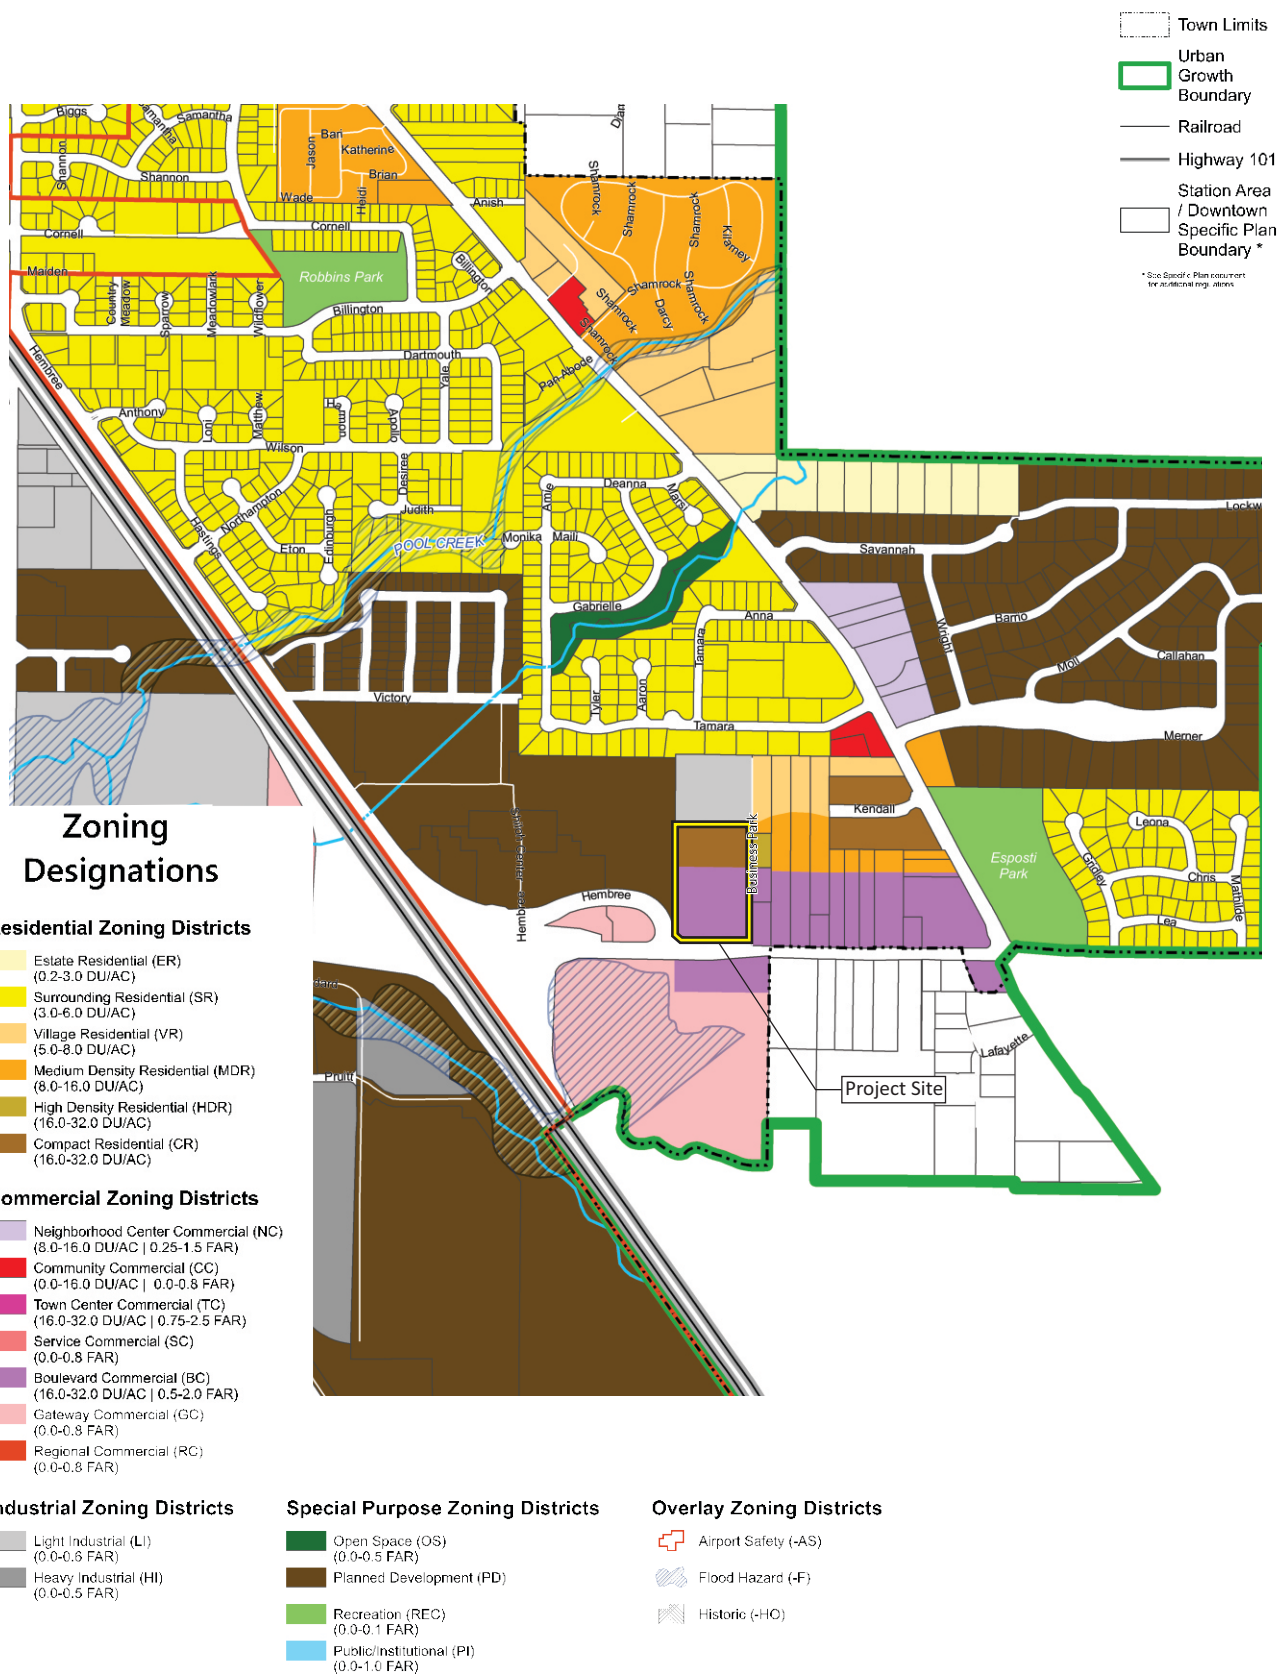 Town Limits
Urban
Growth
Boundary
Railroad
Highway 101
Station Area
/ Downtown
Specific Plan
Boundary *
* See Specific Plan document
for additional regulations
Biggs
Samantha
Samantha
Shannon
Shannon
Bari
Jason
Katherine
Brian
Wade
Heidi
Anish
Cornell
Cornell
Maiden
Robbins Park
Billington
Billington
Country
Meadow
Sparrow
Meadowlark
Wildflower
Shamrock
Shamrock
Shamrock
Kilarney
Shamrock
Shamrock
Shamrock
Darcy
Shamrock
Hembree
Dartmouth
Yale
Pan Abode
Anthony
Loni
Matthew
Apollo
Wilson
Desiree
Northampton
Judith
Hastings
Edinburgh
Eton
POOL CREEK
Amie
Deanna
Marsi
Monika
Maili
Gabrielle
Anna
Tamara
Tyler
Aaron
Tamara
Victory
Lockw
Savannah
Wright
Barrio
Moll
Callahan
Merner
Kendall
Business Park
Hembree
Hembree
Esposti
Park
Leona
Gridley
Chris
Mathilde
Lea
Lafayette
Pruitt
Project Site
Zoning
Designations
esidential Zoning Districts
Estate Residential (ER)
(0.2-3.0 DU/AC)
Surrounding Residential (SR)
(3.0-6.0 DU/AC)
Village Residential (VR)
(5.0-8.0 DU/AC)
Medium Density Residential (MDR)
(8.0-16.0 DU/AC)
High Density Residential (HDR)
(16.0-32.0 DU/AC)
Compact Residential (CR)
(16.0-32.0 DU/AC)
ommercial Zoning Districts
Neighborhood Center Commercial (NC)
(8.0-16.0 DU/AC | 0.25-1.5 FAR)
Community Commercial (CC)
(0.0-16.0 DU/AC | 0.0-0.8 FAR)
Town Center Commercial (TC)
(16.0-32.0 DU/AC | 0.75-2.5 FAR)
Service Commercial (SC)
(0.0-0.8 FAR)
Boulevard Commercial (BC)
(16.0-32.0 DU/AC | 0.5-2.0 FAR)
Gateway Commercial (GC)
(0.0-0.8 FAR)
Regional Commercial (RC)
(0.0-0.8 FAR)
ndustrial Zoning Districts
Light Industrial (LI)
(0.0-0.6 FAR)
Heavy Industrial (HI)
(0.0-0.5 FAR)
Special Purpose Zoning Districts
Open Space (OS)
(0.0-0.5 FAR)
Planned Development (PD)
Recreation (REC)
(0.0-0.1 FAR)
Public/Institutional (PI)
(0.0-1.0 FAR)
Overlay Zoning Districts
Airport Safety (-AS)
Flood Hazard (-F)
Historic (-HO)